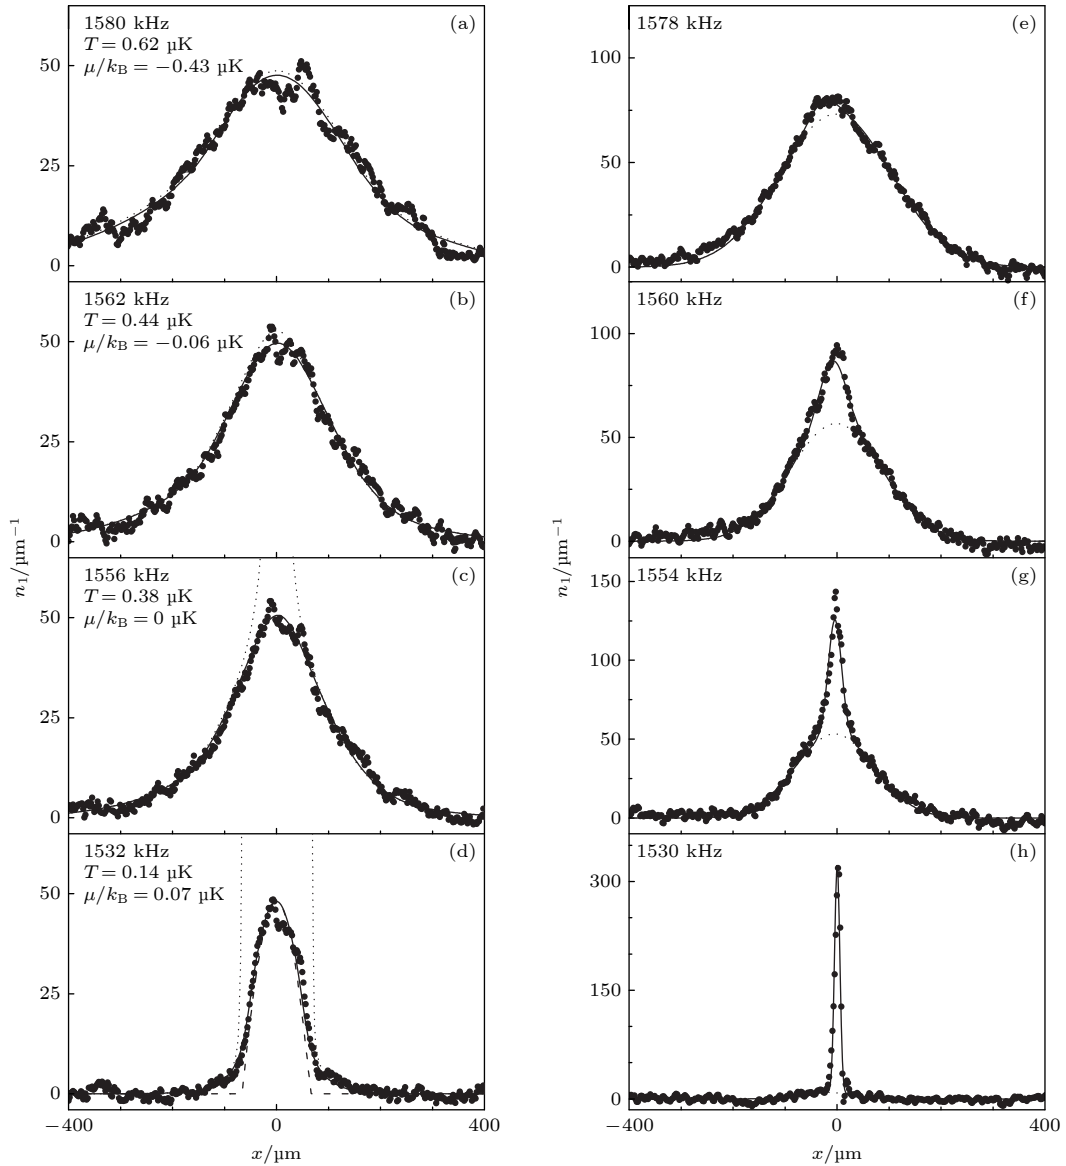 1580 kHz
(a)
T = 0.62 µK
µ/kB = −0.43 µK
50
25
0
1562 kHz
(b)
T = 0.44 µK
µ/kB = −0.06 µK
50
25
0
n1/µm−1
1556 kHz
(c)
T = 0.38 µK
µ/kB = 0 µK
50
25
0
1532 kHz
(d)
T = 0.14 µK
µ/kB = 0.07 µK
50
25
0
−400
0
400
x/µm
1578 kHz
(e)
100
50
0
1560 kHz
(f)
100
50
0
n1/µm−1
1554 kHz
(g)
150
100
50
0
1530 kHz
(h)
300
150
0
−400
0
400
x/µm